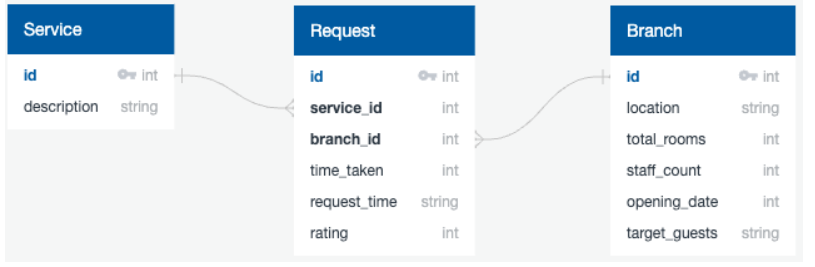 Service
id int
description string
Request
id int
service_id int
branch_id int
time_taken int
request_time string
rating int
Branch
id int
location string
total_rooms int
staff_count int
opening_date int
target_guests string